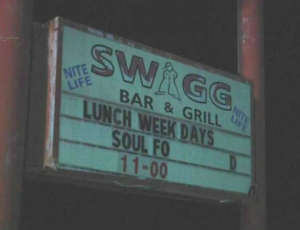 SWAGG
NITE
LIFE
BAR & GRILL
NITE
LIFE
LUNCH WEEK DAYS
SOUL FO D
11-00